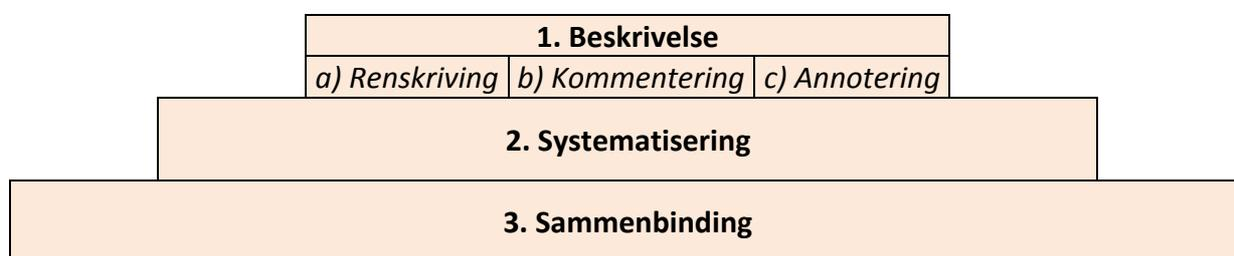 1. Beskrivelse
a) Renskriving b) Kommentering c) Annotering
2. Systematisering
3. Sammenbinding